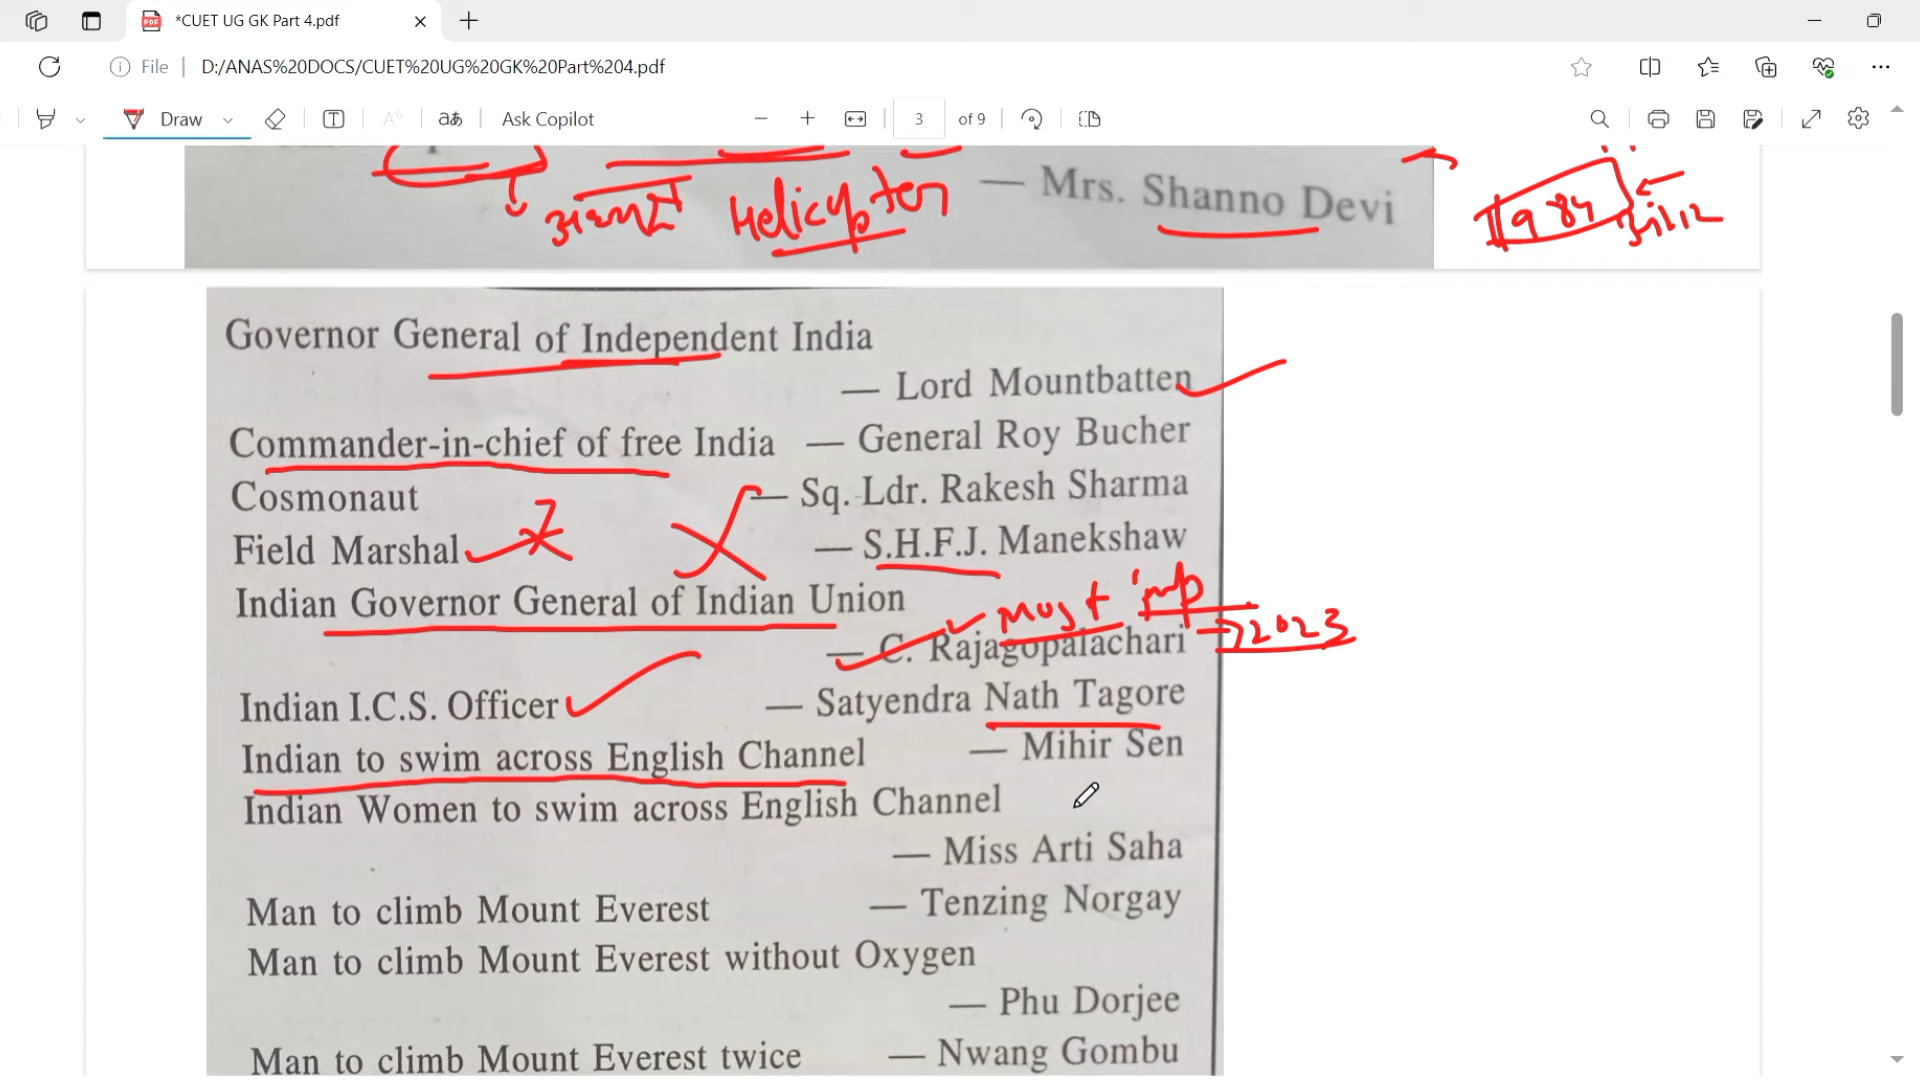 *CUET UG GK Part 4.pdf
File
D:/ANAS%20DOCS/CUET%20UG%20GK%20Part%204.pdf
Draw
aあ
Ask Copilot
3 of 9
Helicopter
— Mrs. Shanno Devi
1984
Governor General of Independent India
— Lord Mountbatten
Commander-in-chief of free India — General Roy Bucher
Cosmonaut — Sq. Ldr. Rakesh Sharma
Field Marshal — S.H.F.J. Manekshaw
Indian Governor General of Indian Union
Must imp
— C. Rajagopalachari
2023
Indian I.C.S. Officer — Satyendra Nath Tagore
Indian to swim across English Channel — Mihir Sen
Indian Women to swim across English Channel
— Miss Arti Saha
Man to climb Mount Everest — Tenzing Norgay
Man to climb Mount Everest without Oxygen
— Phu Dorjee
Man to climb Mount Everest twice — Nwang Gombu